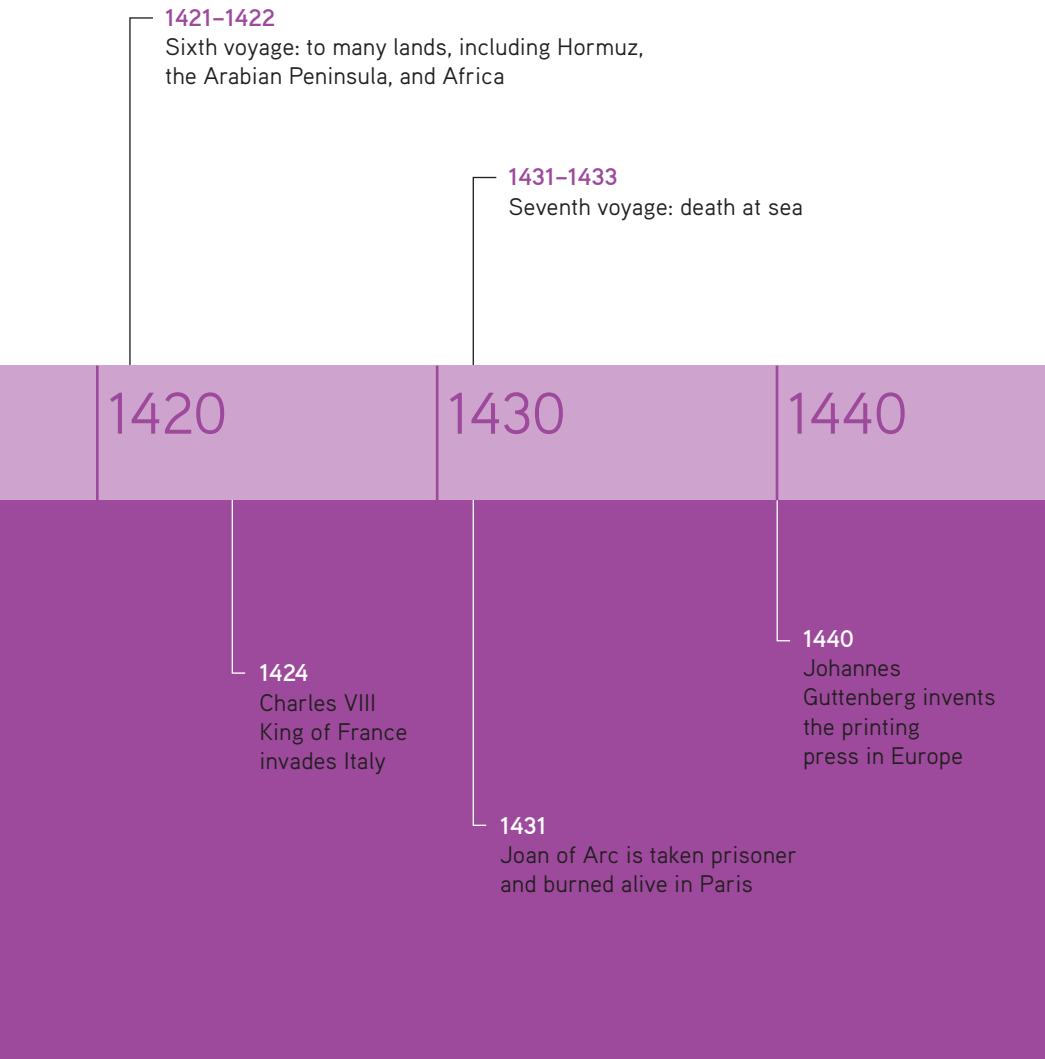 1421–1422
Sixth voyage: to many lands, including Hormuz,
the Arabian Peninsula, and Africa
1431–1433
Seventh voyage: death at sea
1420
1430
1440
1424
Charles VIII
King of France
invades Italy
1431
Joan of Arc is taken prisoner
and burned alive in Paris
1440
Johannes
Guttenberg invents
the printing
press in Europe